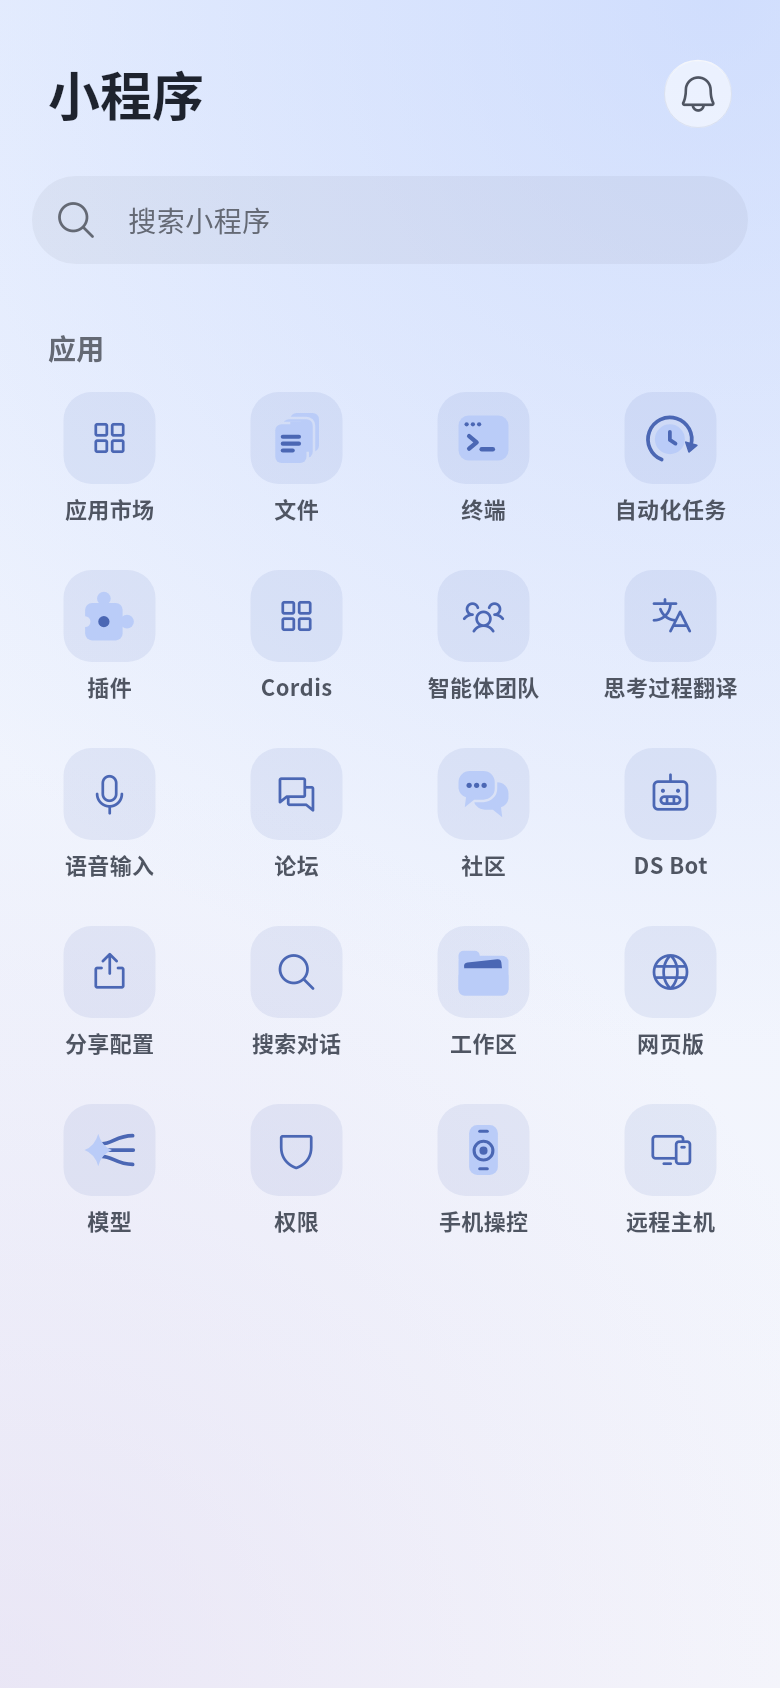 小程序
搜索小程序
应用
应用市场
文件
终端
自动化任务
插件
Cordis
智能体团队
思考过程翻译
语音输入
论坛
社区
DS Bot
分享配置
搜索对话
工作区
网页版
模型
权限
手机操控
远程主机